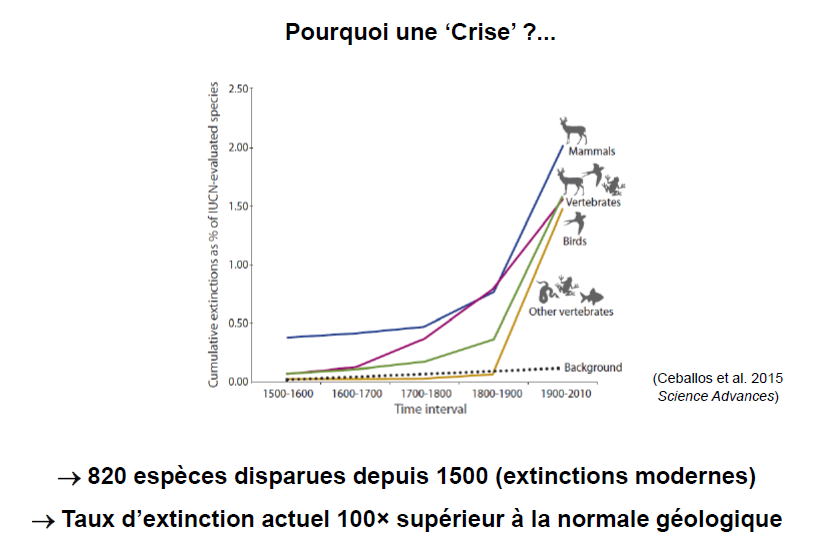 Pourquoi une ‘Crise’ ?...
Cumulative extinctions as % of IUCN-evaluated species
2.50
2.00
1.50
1.00
0.50
0.00
Mammals
Vertebrates
Birds
Other vertebrates
Background
1500-1600
1600-1700
1700-1800
1800-1900
1900-2010
Time interval
(Ceballos et al. 2015
Science Advances)
→ 820 espèces disparues depuis 1500 (extinctions modernes)
→ Taux d’extinction actuel 100× supérieur à la normale géologique